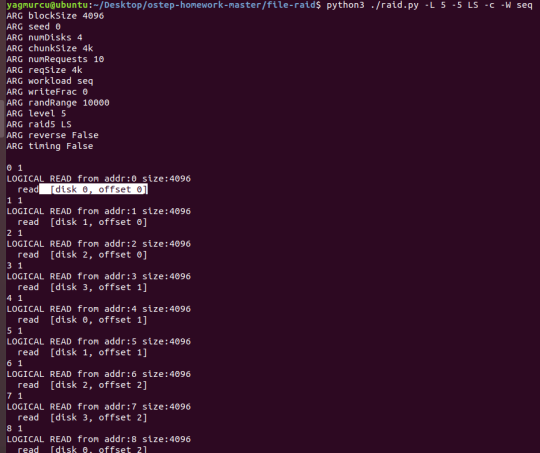 yagmurcu@ubuntu:~/Desktop/ostep-homework-master/file-raid$ python3 ./raid.py -L 5 -5 LS -c -W seq
ARG blockSize 4096
ARG seed 0
ARG numDisks 4
ARG chunkSize 4k
ARG numRequests 10
ARG reqSize 4k
ARG workload seq
ARG writeFrac 0
ARG randRange 10000
ARG level 5
ARG raid5 LS
ARG reverse False
ARG timing False

0 1
LOGICAL READ from addr:0 size:4096
  read  [disk 0, offset 0]
1 1
LOGICAL READ from addr:1 size:4096
  read  [disk 1, offset 0]
2 1
LOGICAL READ from addr:2 size:4096
  read  [disk 2, offset 0]
3 1
LOGICAL READ from addr:3 size:4096
  read  [disk 3, offset 1]
4 1
LOGICAL READ from addr:4 size:4096
  read  [disk 0, offset 1]
5 1
LOGICAL READ from addr:5 size:4096
  read  [disk 1, offset 1]
6 1
LOGICAL READ from addr:6 size:4096
  read  [disk 2, offset 2]
7 1
LOGICAL READ from addr:7 size:4096
  read  [disk 3, offset 2]
8 1
LOGICAL READ from addr:8 size:4096
  read  [disk 0, offset 2]